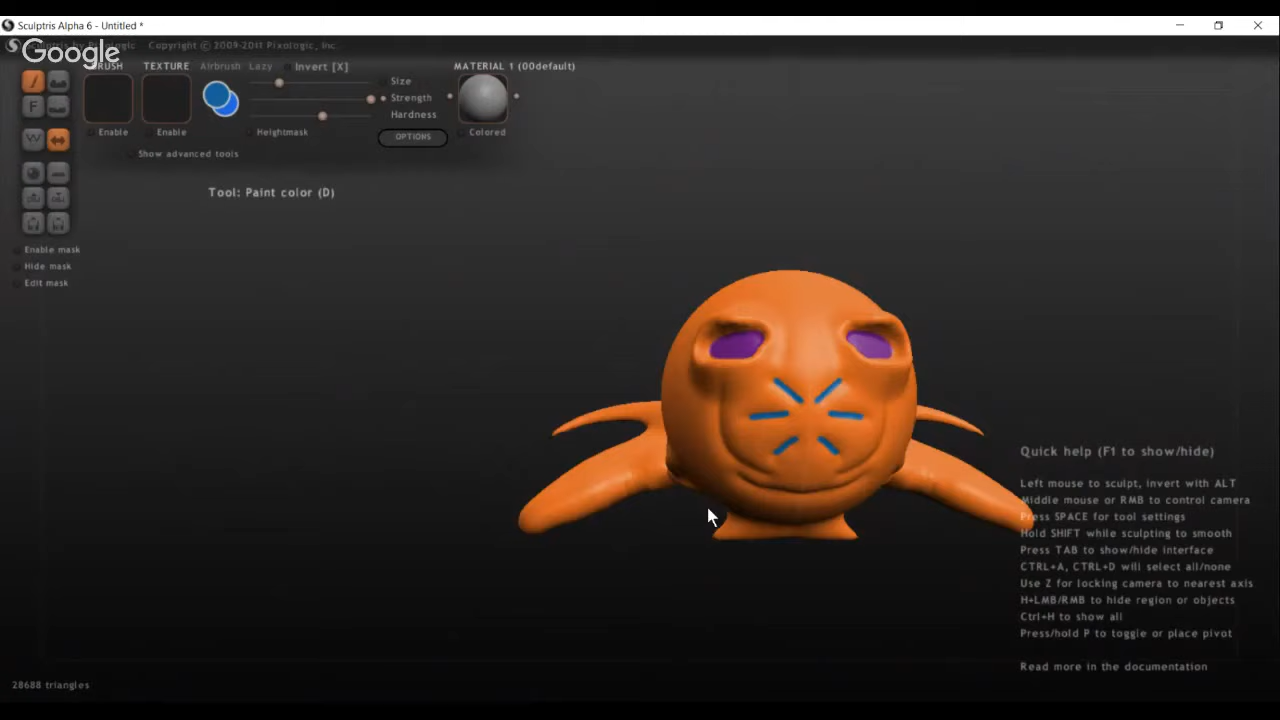 Sculptris Alpha 6 - Untitled *
Sculptris by Pixologic Copyright © 2009-2011 Pixologic, Inc.
Google
BRUSH TEXTURE Airbrush Lazy Invert [X] MATERIAL 1 (00default)
Size
Strength
Hardness
Enable Enable Heightmask OPTIONS Colored
Show advanced tools
Tool: Paint color (D)
F
Enable mask
Hide mask
Edit mask
Quick help (F1 to show/hide)
Left mouse to sculpt, invert with ALT
Middle mouse or RMB to control camera
Press SPACE for tool settings
Hold SHIFT while sculpting to smooth
Press TAB to show/hide interface
CTRL+A, CTRL+D will select all/none
Use Z for locking camera to nearest axis
H+LMB/RMB to hide region or objects
Ctrl+H to show all
Press/hold P to toggle or place pivot
Read more in the documentation
28688 triangles